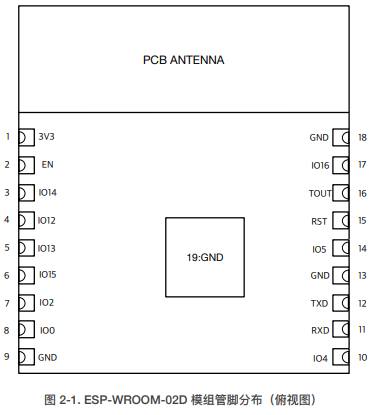 PCB ANTENNA
1 3V3 GND 18
2 EN IO16 17
3 IO14 TOUT 16
4 IO12 RST 15
5 IO13 IO5 14
6 IO15 GND 13
7 IO2 TXD 12
8 IO0 RXD 11
9 GND IO4 10
19:GND
图 2-1. ESP-WROOM-02D 模组管脚分布（俯视图）